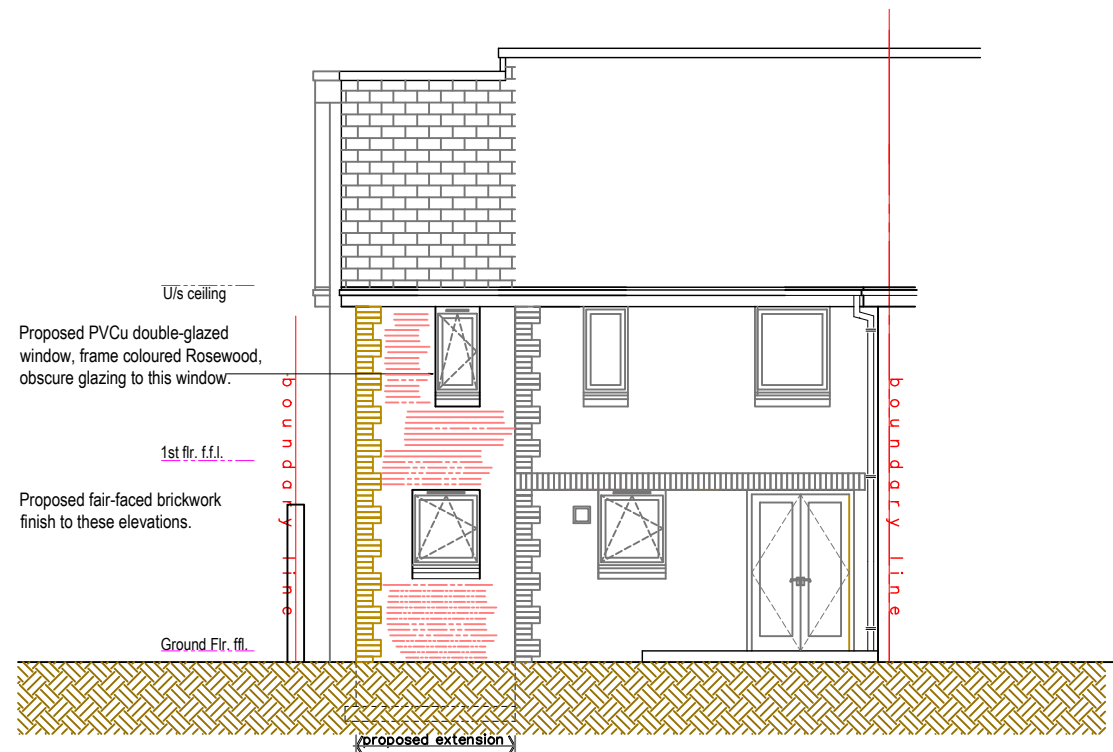 U/s ceiling
Proposed PVCu double-glazed
window, frame coloured Rosewood,
obscure glazing to this window.
boundary line
boundary line
1st flr. f.f.l.
Proposed fair-faced brickwork
finish to these elevations.
Ground Flr. ffl.
proposed extension